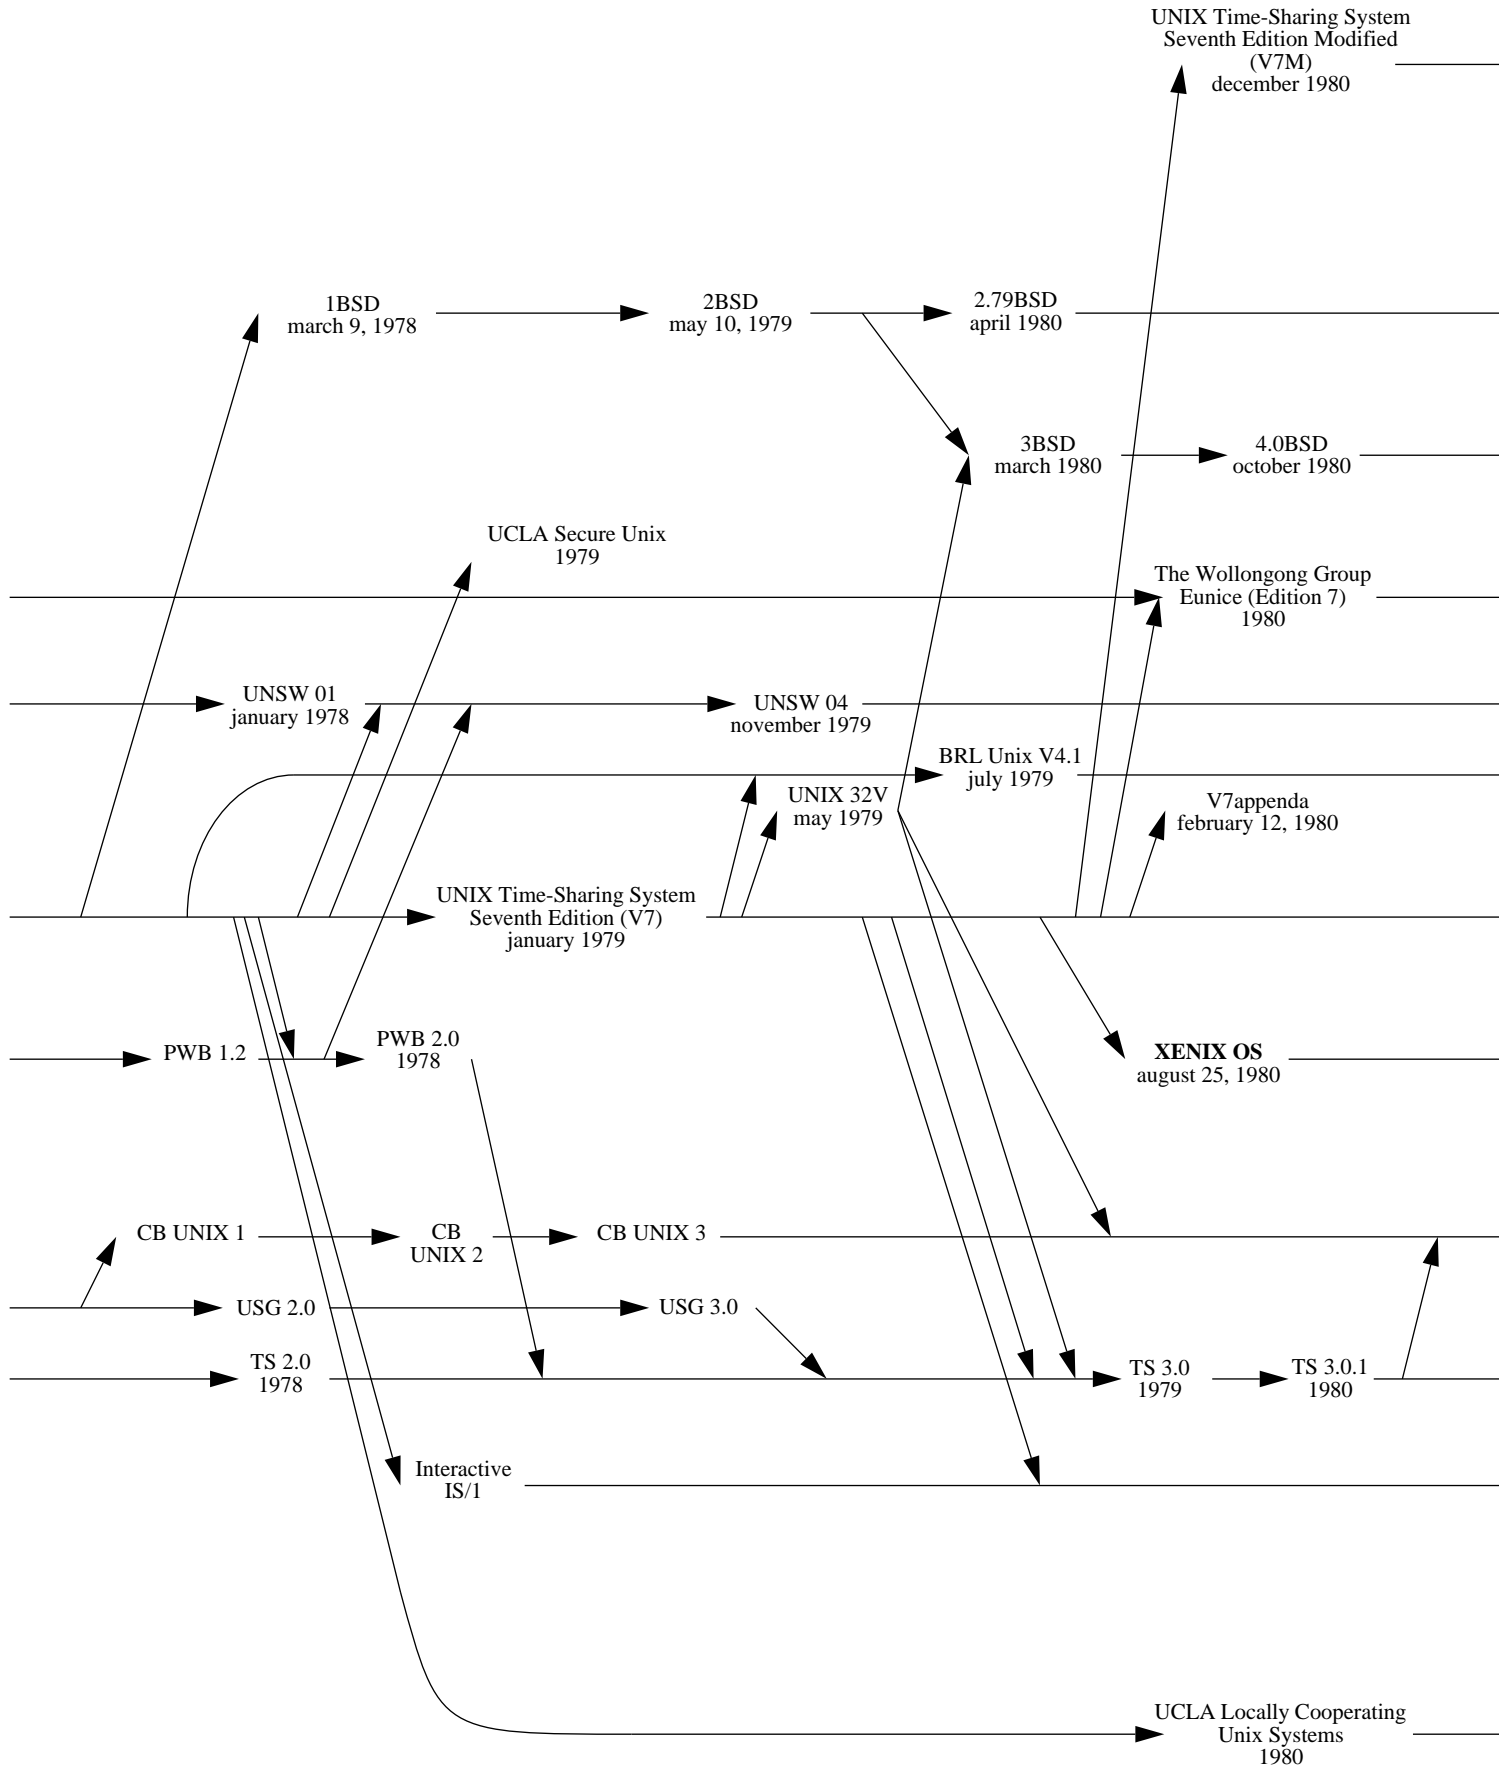 UNIX Time-Sharing System
Seventh Edition Modified
(V7M)
december 1980
1BSD
march 9, 1978
2BSD
may 10, 1979
2.79BSD
april 1980
3BSD
march 1980
4.0BSD
october 1980
UCLA Secure Unix
1979
The Wollongong Group
Eunice (Edition 7)
1980
UNSW 01
january 1978
UNSW 04
november 1979
BRL Unix V4.1
july 1979
UNIX 32V
may 1979
V7appenda
february 12, 1980
UNIX Time-Sharing System
Seventh Edition (V7)
january 1979
PWB 1.2
PWB 2.0
1978
XENIX OS
august 25, 1980
CB UNIX 1
CB
UNIX 2
CB UNIX 3
USG 2.0
USG 3.0
TS 2.0
1978
TS 3.0
1979
TS 3.0.1
1980
Interactive
IS/1
UCLA Locally Cooperating
Unix Systems
1980